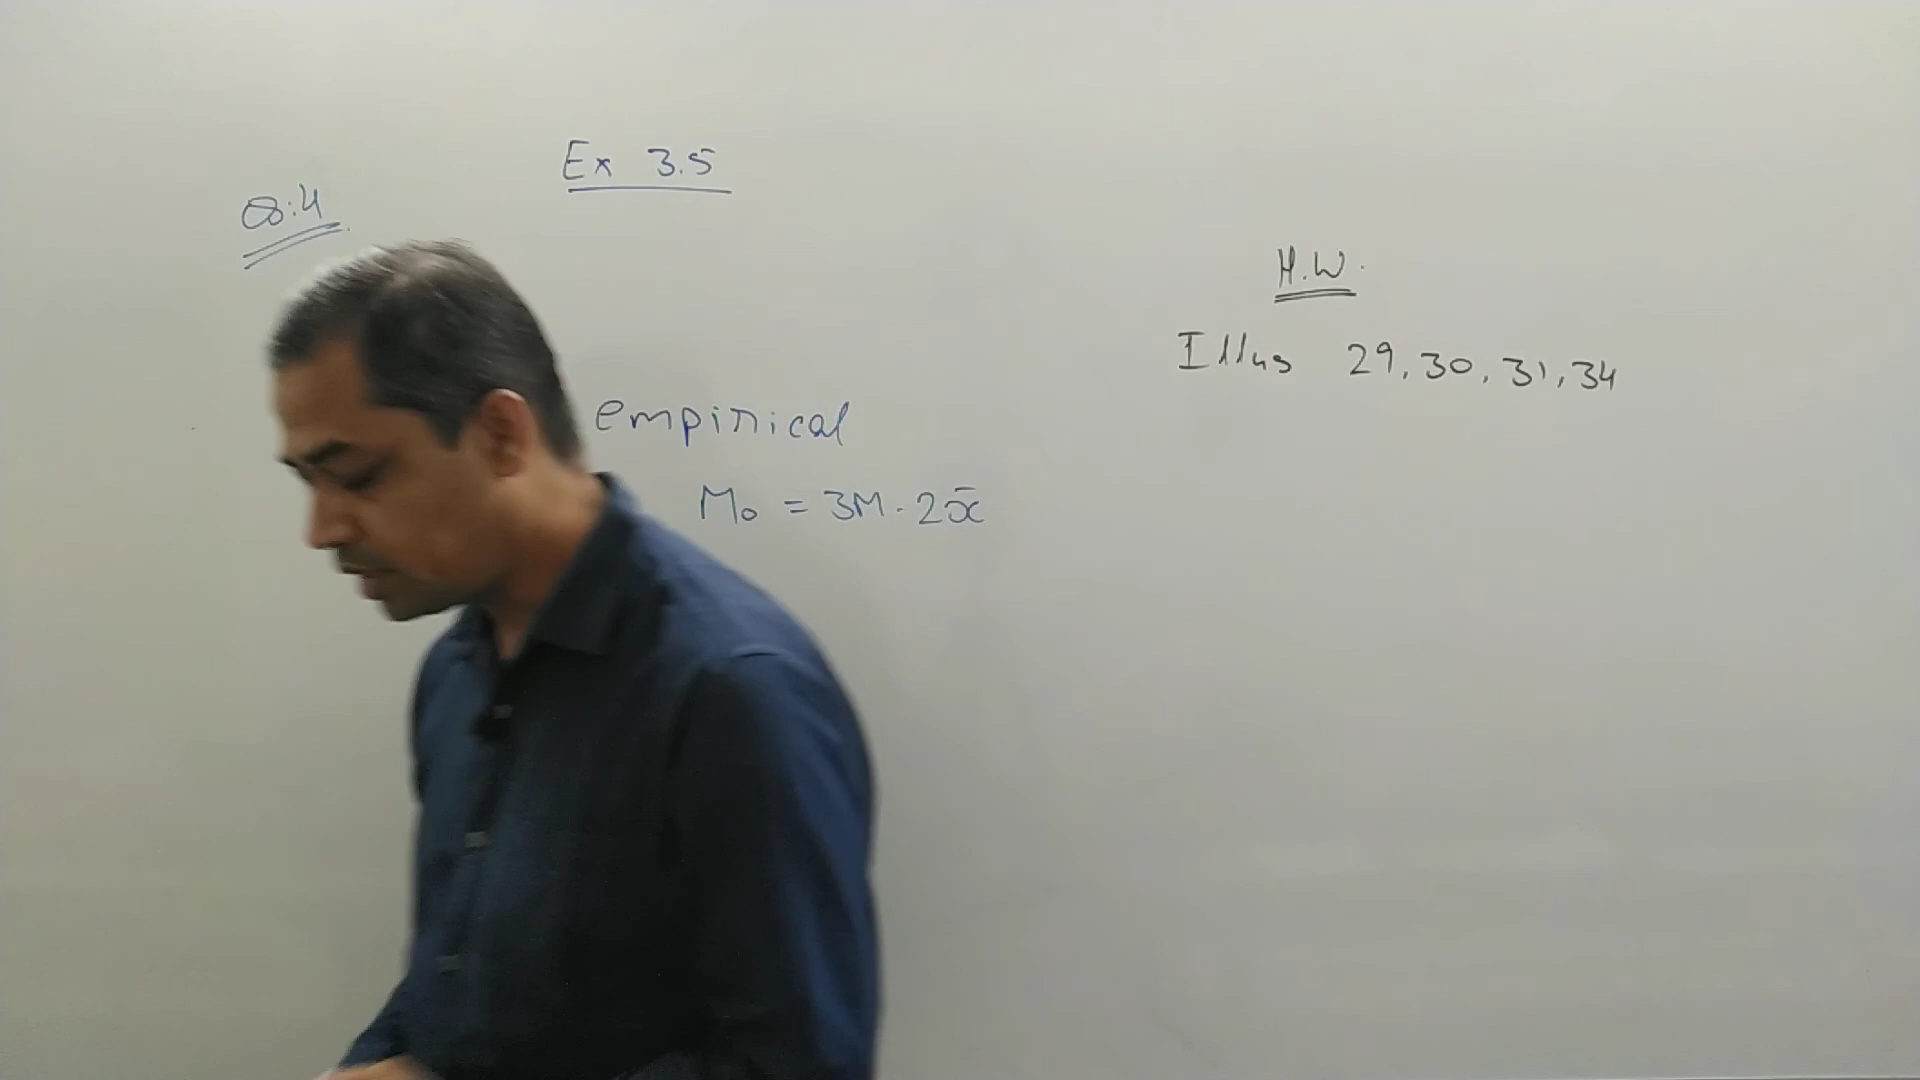 Ex 3.5
Q:4
H.W.
Illus 29, 30, 31, 34
empirical
Mo = 3M - 2x̄